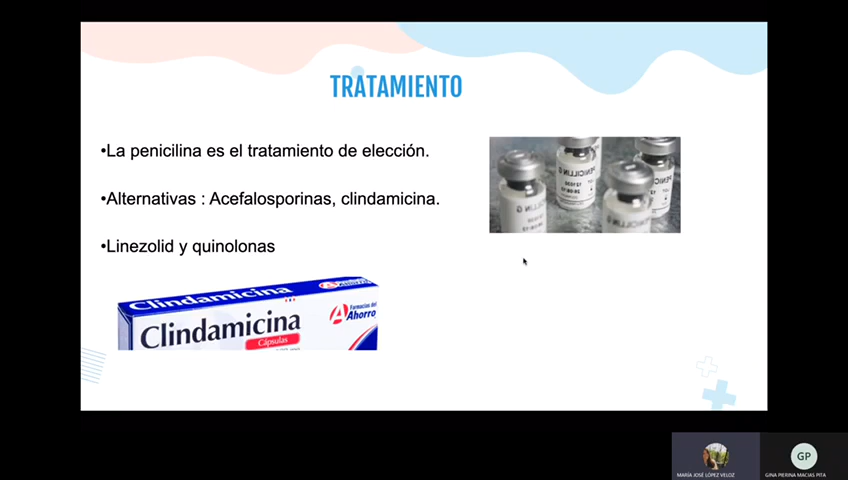 TRATAMIENTO
•La penicilina es el tratamiento de elección.
•Alternativas : Acefalosporinas, clindamicina.
•Linezolid y quinolonas
Clindamicina
Clindamicina
Cápsulas
Farmacias del
Ahorro
A
GP
MARÍA JOSÉ LÓPEZ VELOZ
GINA PIERINA MACIAS PITA